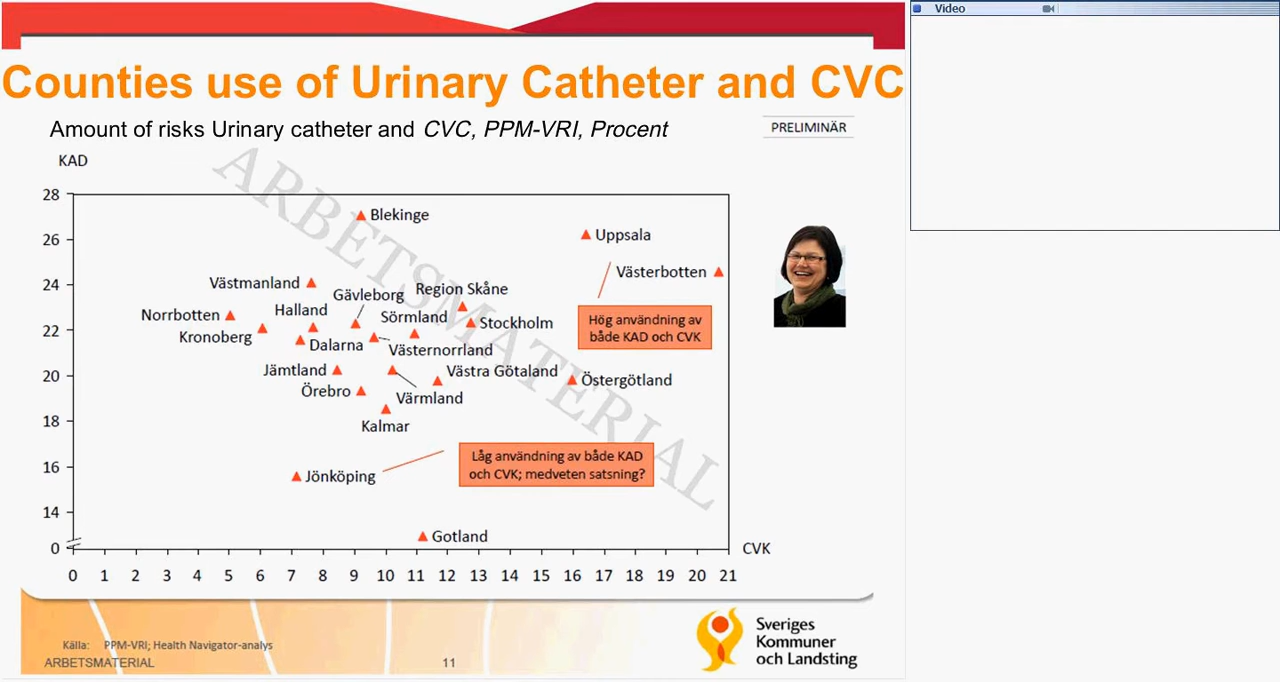 Video
Counties use of Urinary Catheter and CVC
Amount of risks Urinary catheter and CVC, PPM-VRI, Procent
PRELIMINÄR
KAD
28
26
24
22
20
18
16
14
0
0 1 2 3 4 5 6 7 8 9 10 11 12 13 14 15 16 17 18 19 20 21
CVK
ARBETSMATERIAL
Blekinge
Uppsala
Västerbotten
Västmanland
Gävleborg
Region Skåne
Norrbotten
Halland
Sörmland
Stockholm
Kronoberg
Dalarna
Västernorrland
Jämtland
Västra Götaland
Östergötland
Örebro
Värmland
Kalmar
Jönköping
Gotland
Hög användning av
både KAD och CVK
Låg användning av både KAD
och CVK; medveten satsning?
Källa: PPM-VRI; Health Navigator-analys
ARBETSMATERIAL
11
Sveriges
Kommuner
och Landsting